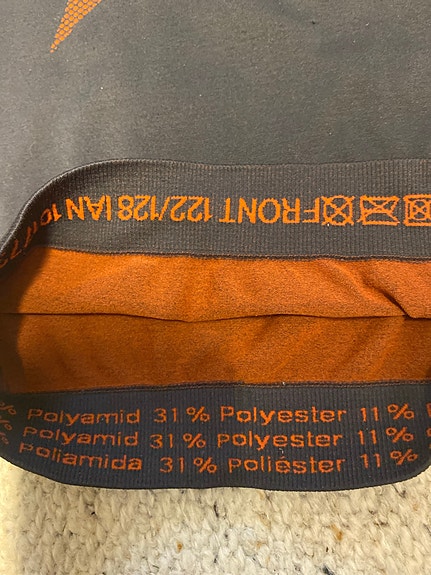 FRONT 122/128 IAN
% Polyamid 31% Polyester 11%
% Polyamid 31% Polyester 11%
poliamida 31% poliéster 11%